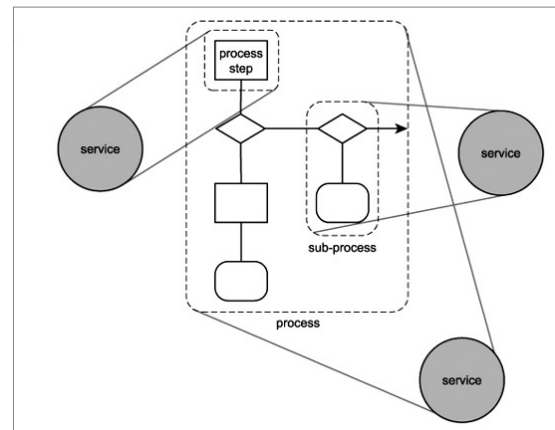 process
step
service
service
sub-process
process
service